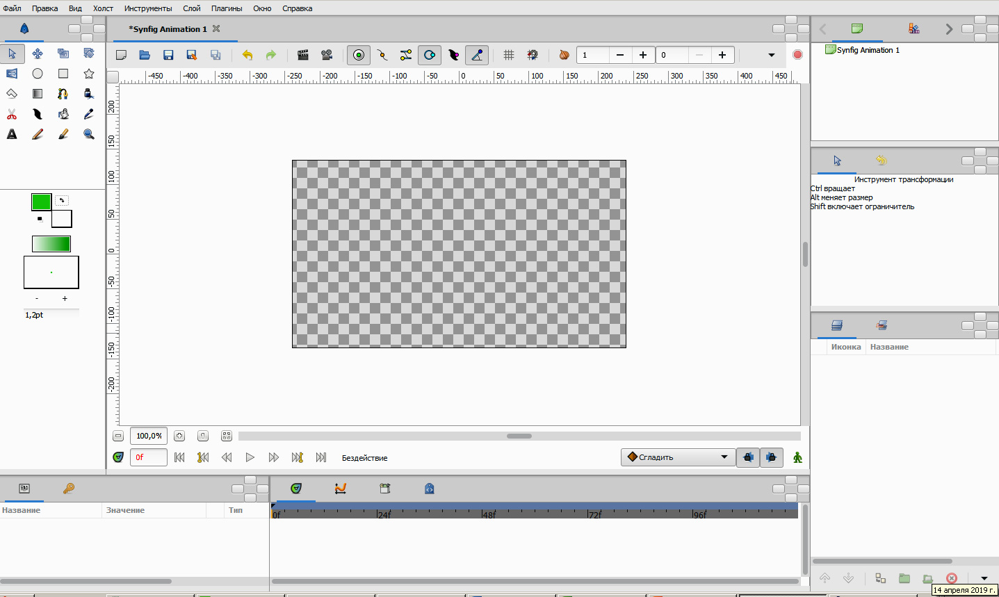 Файл Правка Вид Холст Инструменты Слой Плагины Окно Справка
*Synfig Animation 1
1
0
-450 -400 -350 -300 -250 -200 -150 -100 -50 0 50 100 150 200 250 300 350 400 450
200
150
100
50
0
-50
-100
-150
-200
- +
1,2pt
100,0%
0f
Бездействие
Сгладить
Название Значение Тип
0f 24f 48f 72f 96f
Synfig Animation 1
Инструмент трансформации
Ctrl вращает
Alt меняет размер
Shift включает ограничитель
Иконка Название
14 апреля 2019 г.